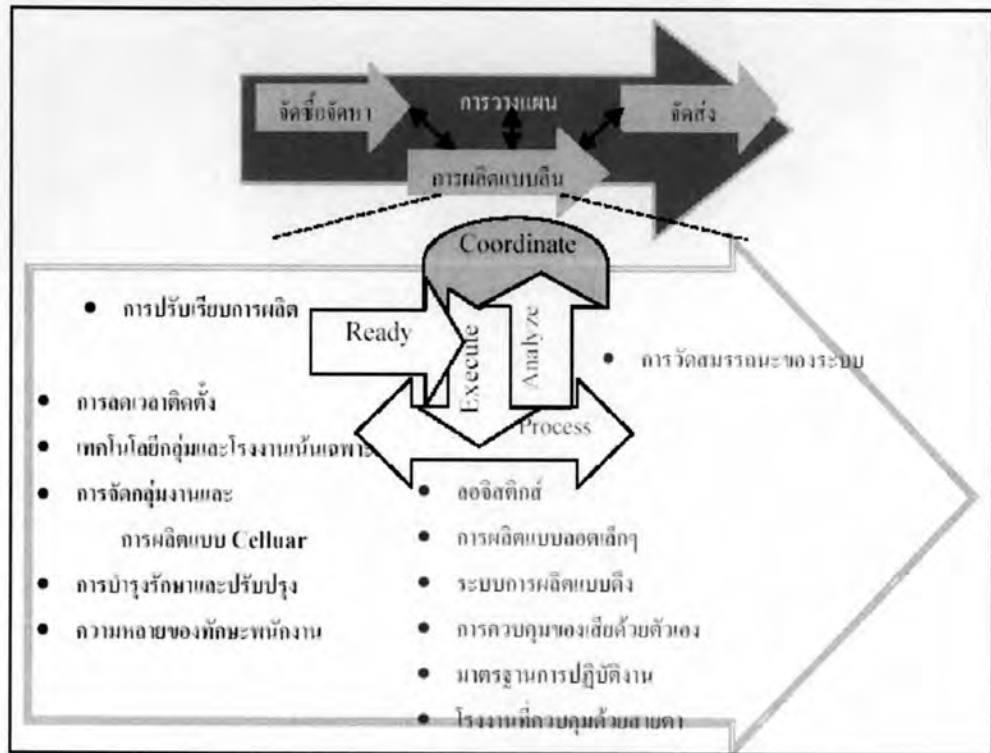 การวางแผน
จัดซื้อจัดหา
จัดส่ง
การผลิตแบบลีน
Coordinate
Ready
Execute
Analyze
Process
• การปรับเรียบการผลิต
• การลดเวลาติดตั้ง
• เทคโนโลยีกลุ่มและโรงงานเน้นเฉพาะ
• การจัดกลุ่มงานและ
การผลิตแบบ Celluar
• การบำรุงรักษาและปรับปรุง
• ความหลายของทักษะพนักงาน
• การวัดสมรรถนะของระบบ
• ลอจิสติกส์
• การผลิตแบบลอตเล็กๆ
• ระบบการผลิตแบบดึง
• การควบคุมของเสียด้วยตัวเอง
• มาตรฐานการปฏิบัติงาน
• โรงงานที่ควบคุมด้วยสายตา